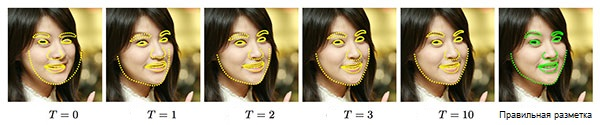 T = 0 T = 1 T = 2 T = 3 T = 10 Правильная разметка